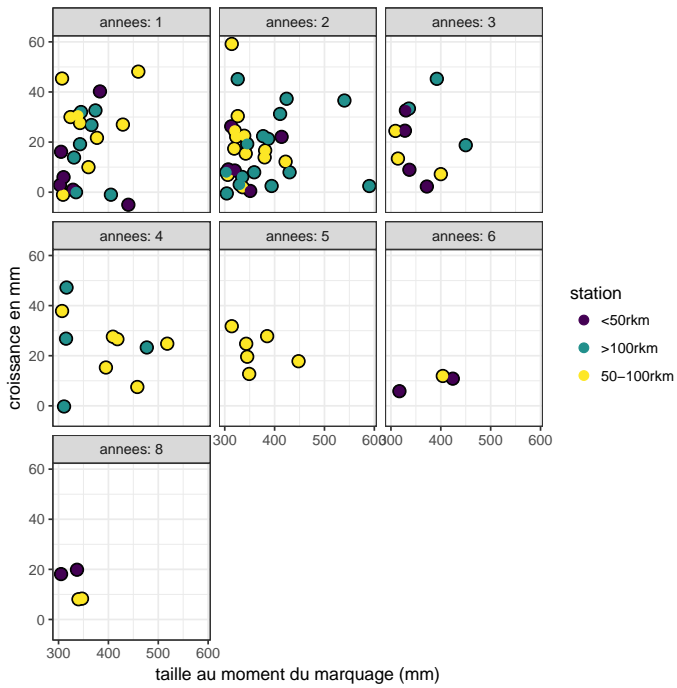 annees: 1
annees: 2
annees: 3
60
40
20
0
annees: 4
annees: 5
annees: 6
60
40
20
0
300
400
500
600
300
400
500
600
annees: 8
60
40
20
0
300
400
500
600
taille au moment du marquage (mm)
croissance en mm
station
<50rkm
>100rkm
50−100rkm